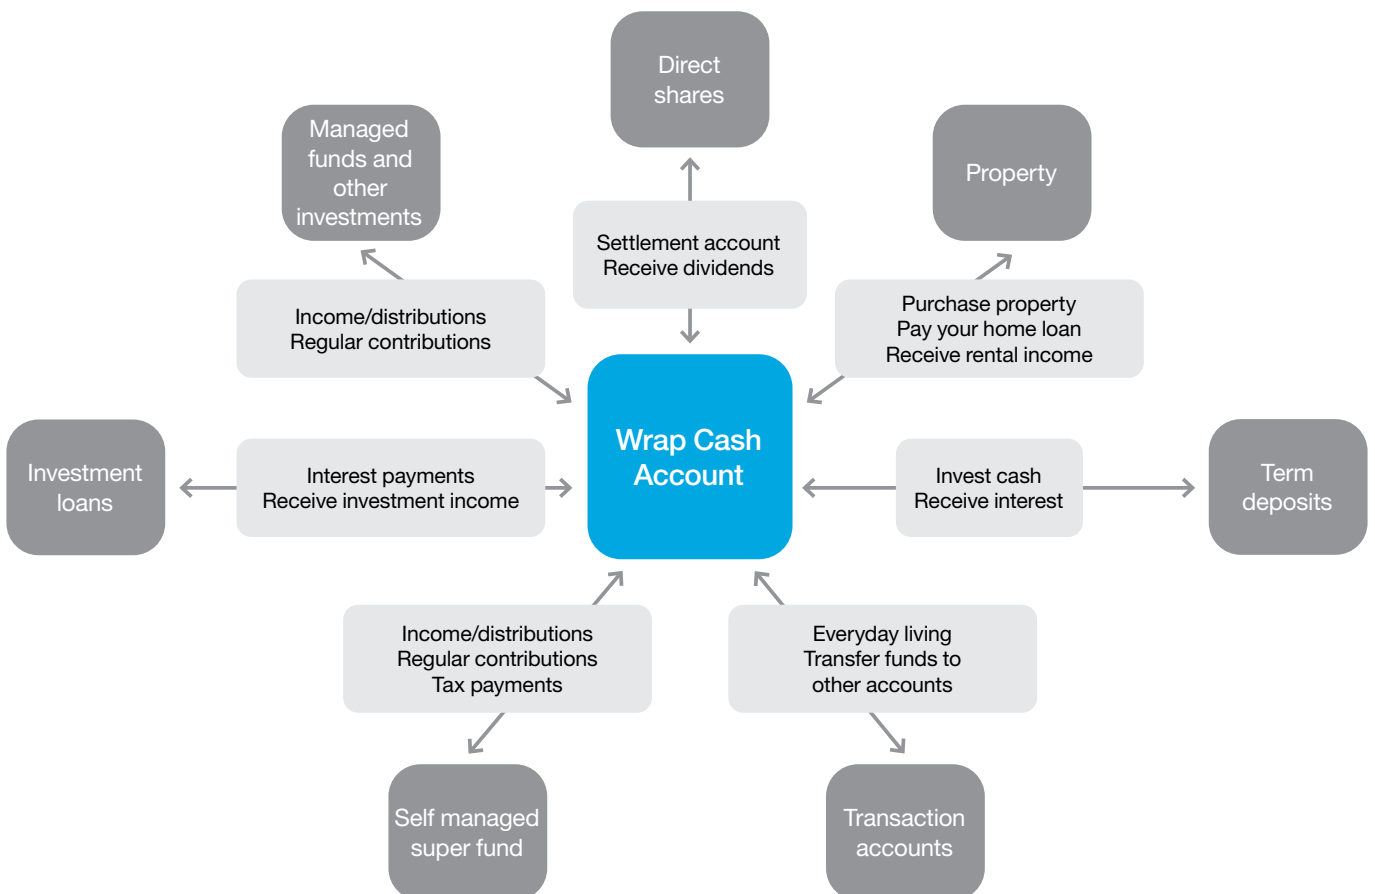 Direct
shares
Managed
funds and
other
investments
Property
Settlement account
Receive dividends
Income/distributions
Regular contributions
Purchase property
Pay your home loan
Receive rental income
Wrap Cash
Account
Investment
loans
Interest payments
Receive investment income
Invest cash
Receive interest
Term
deposits
Income/distributions
Regular contributions
Tax payments
Everyday living
Transfer funds to
other accounts
Self managed
super fund
Transaction
accounts